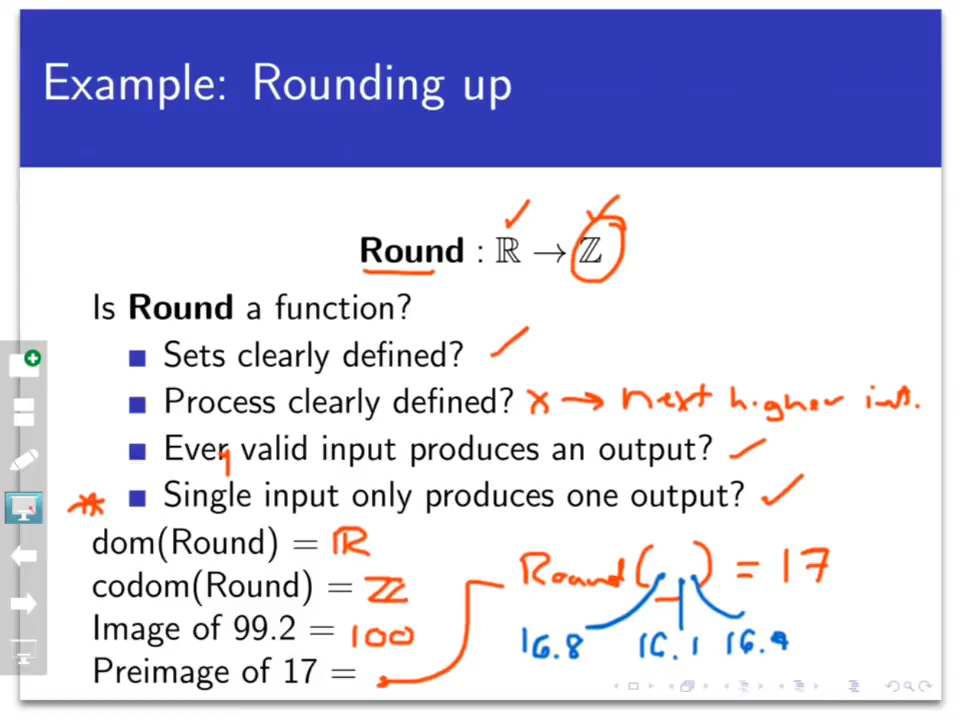 Example: Rounding up
Round : ℝ → ℤ
Is Round a function?
Sets clearly defined?
Process clearly defined? x → next higher int.
Every valid input produces an output?
Single input only produces one output?
dom(Round) = ℝ
codom(Round) = ℤ
Round( ) = 17
Image of 99.2 = 100
16.8 16.1 16.9
Preimage of 17 =